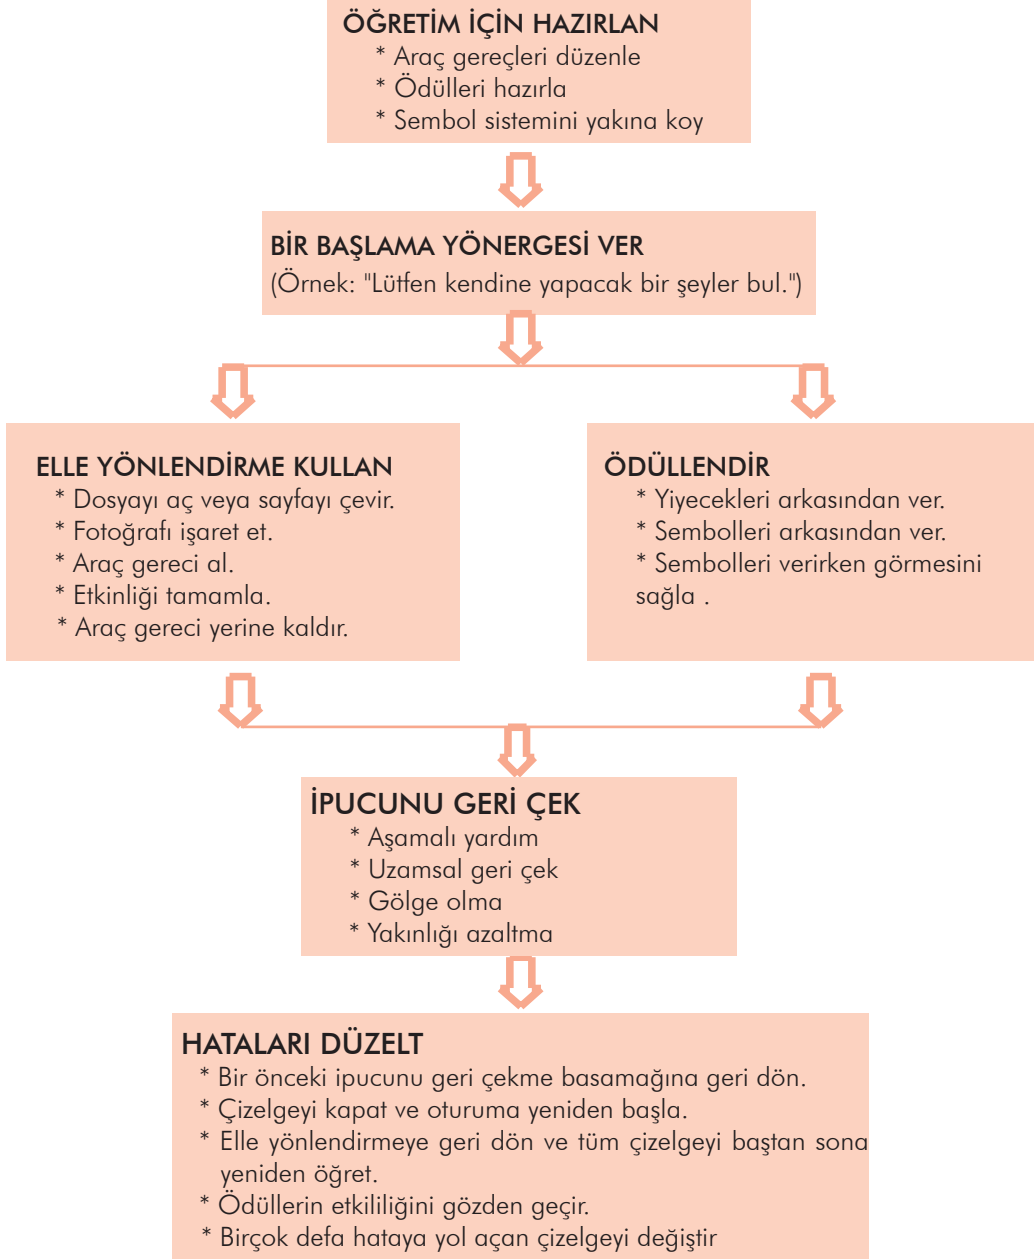 ÖĞRETİM İÇİN HAZIRLAN
* Araç gereçleri düzenle
* Ödülleri hazırla
* Sembol sistemini yakına koy
BİR BAŞLAMA YÖNERGESİ VER
(Örnek: "Lütfen kendine yapacak bir şeyler bul.")
ELLE YÖNLENDİRME KULLAN
* Dosyayı aç veya sayfayı çevir.
* Fotoğrafı işaret et.
* Araç gereci al.
* Etkinliği tamamla.
* Araç gereci yerine kaldır.
ÖDÜLLENDİR
* Yiyecekleri arkasından ver.
* Sembolleri arkasından ver.
* Sembolleri verirken görmesini
sağla .
İPUCUNU GERİ ÇEK
* Aşamalı yardım
* Uzamsal geri çek
* Gölge olma
* Yakınlığı azaltma
HATALARI DÜZELT
* Bir önceki ipucunu geri çekme basamağına geri dön.
* Çizelgeyi kapat ve oturuma yeniden başla.
* Elle yönlendirmeye geri dön ve tüm çizelgeyi baştan sona
yeniden öğret.
* Ödüllerin etkililiğini gözden geçir.
* Birçok defa hataya yol açan çizelgeyi değiştir